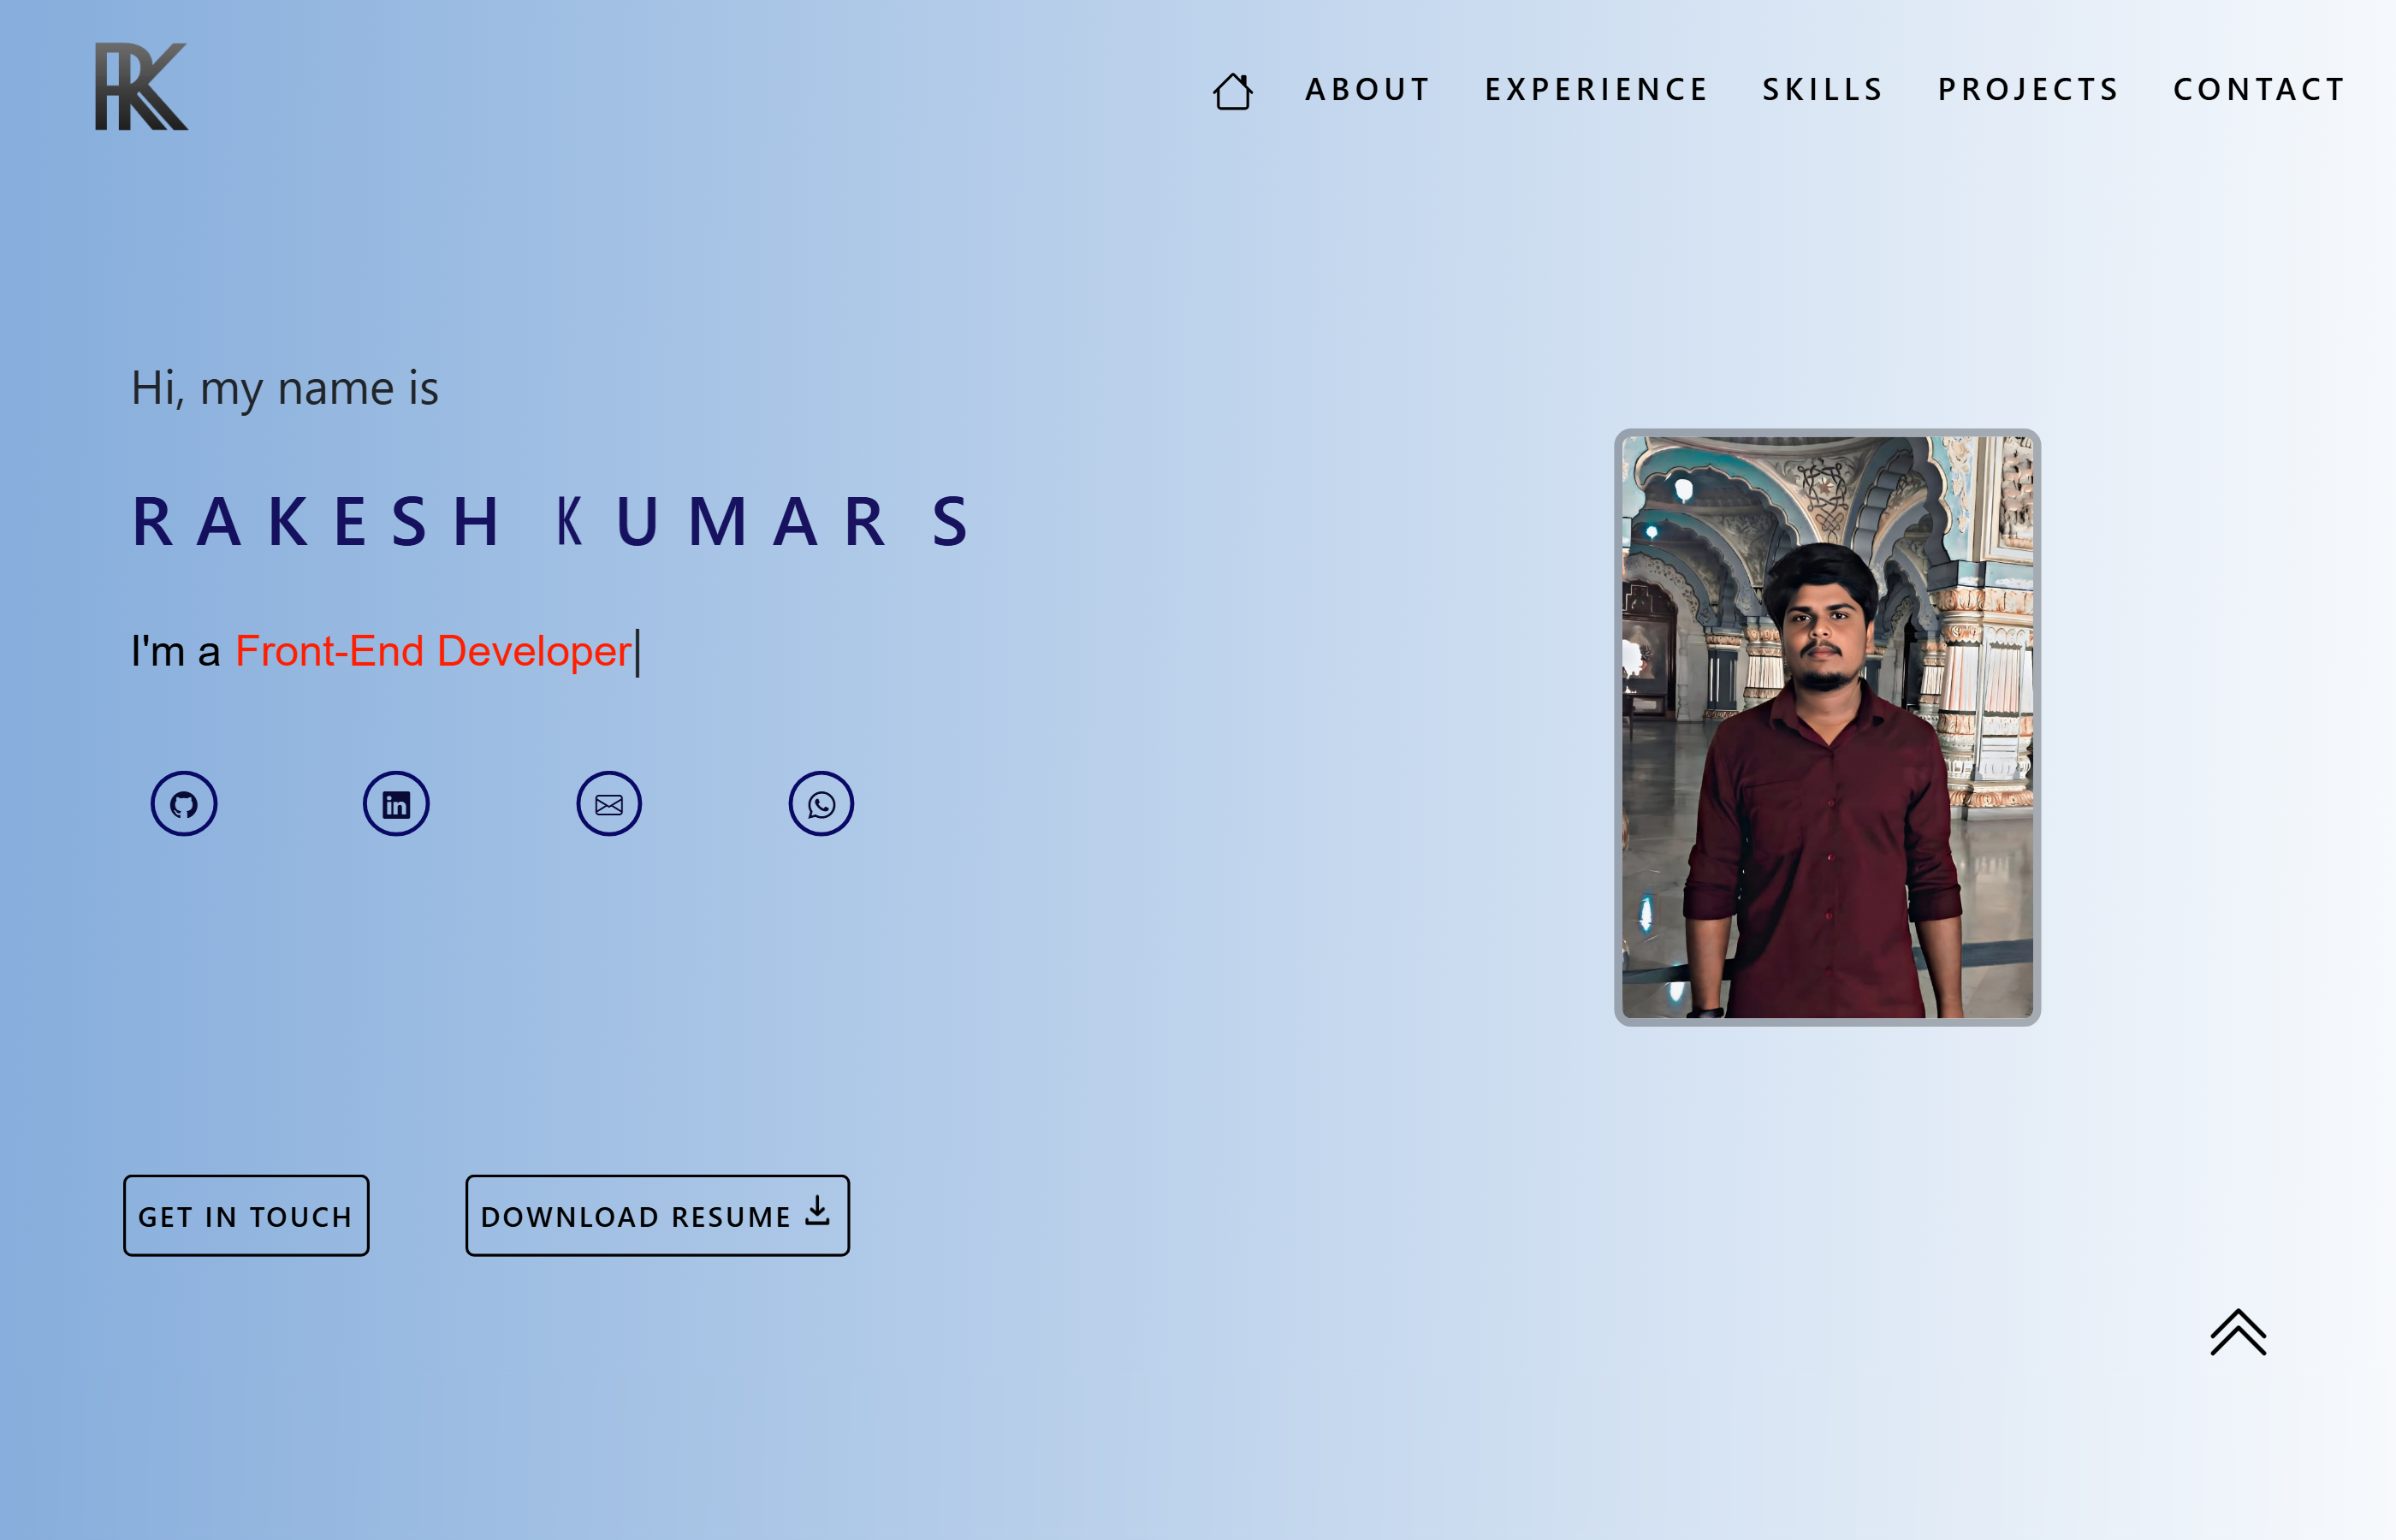 RK
ABOUT EXPERIENCE SKILLS PROJECTS CONTACT
Hi, my name is
RAKESH KUMAR S
I'm a Front-End Developer|
in
GET IN TOUCH
DOWNLOAD RESUME